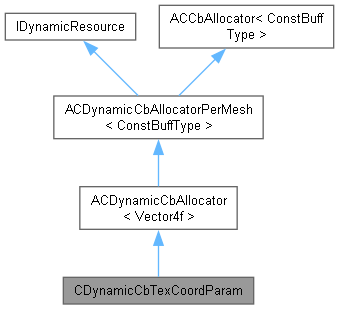 IDynamicResource
ACCbAllocator< ConstBuff
Type >
ACDynamicCbAllocatorPerMesh
< ConstBuffType >
ACDynamicCbAllocator
< Vector4f >
CDynamicCbTexCoordParam